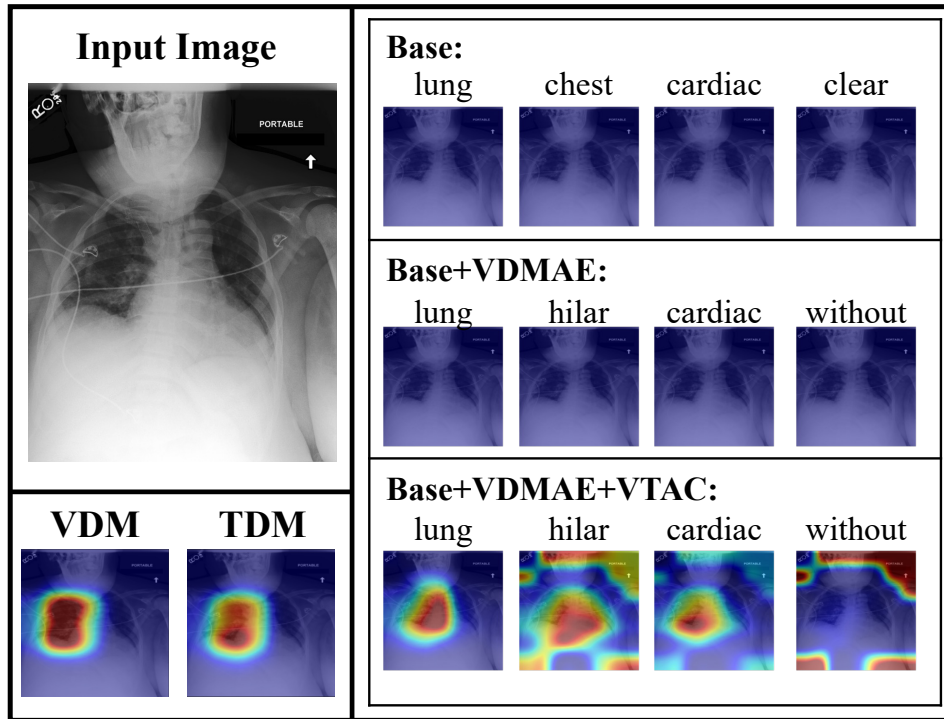 Input Image
R
PORTABLE
VDM TDM
Base:
lung chest cardiac clear
Base+VDMAE:
lung hilar cardiac without
Base+VDMAE+VTAC:
lung hilar cardiac without